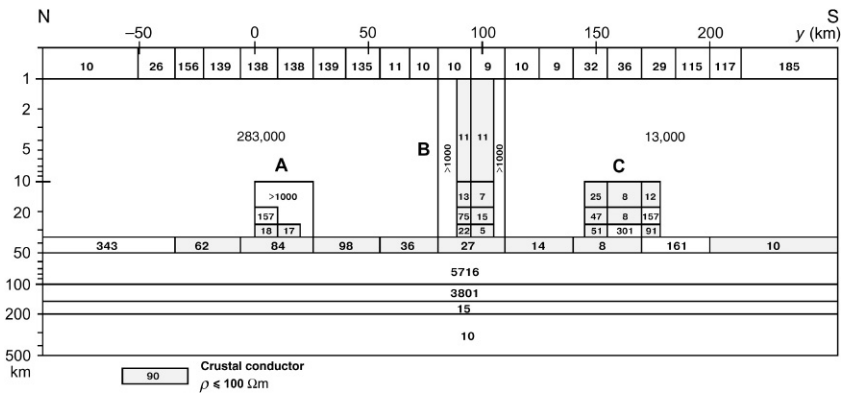 N S
−50 0 50 100 150 200 y (km)
10 26 156 139 138 138 139 135 11 10 10 9 10 9 32 36 29 115 117 185
1
2
283,000 B 11 11 13,000
5 >1000 >1000
A C
10
>1000 13 7 25 8 12
20 157 75 15 47 8 157
18 17 22 5 51 301 91
343 62 84 98 36 27 14 8 161 10
50
5716
100
3801
200 15
10
500
km
90 Crustal conductor
ρ ⩽ 100 Ωm